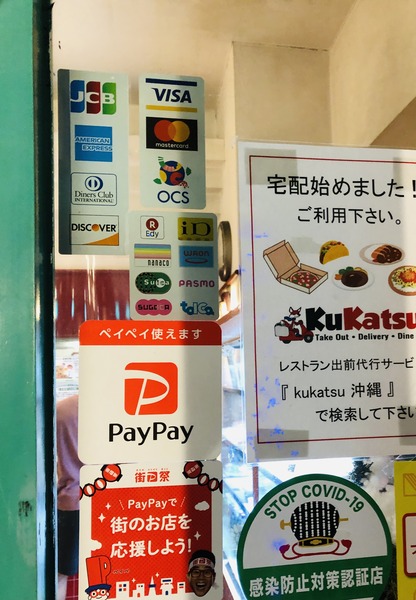 JCB
AMERICAN
EXPRESS
Diners Club
INTERNATIONAL
DISCOVER
VISA
mastercard
OCS
R
Edy
iD
nanaco
WAON
Suica
PASMO
SUGOCA
ペイペイ使えます
PayPay
街 祭
PayPayで
街のお店を
応援しよう!
宅配始めました!
ご利用下さい。
KuKatsu
Take Out • Delivery • Dine
レストラン出前代行サービ
『 kukatsu 沖縄 』
で検索して下さい
STOP COVID-19
感染防止対策認証店